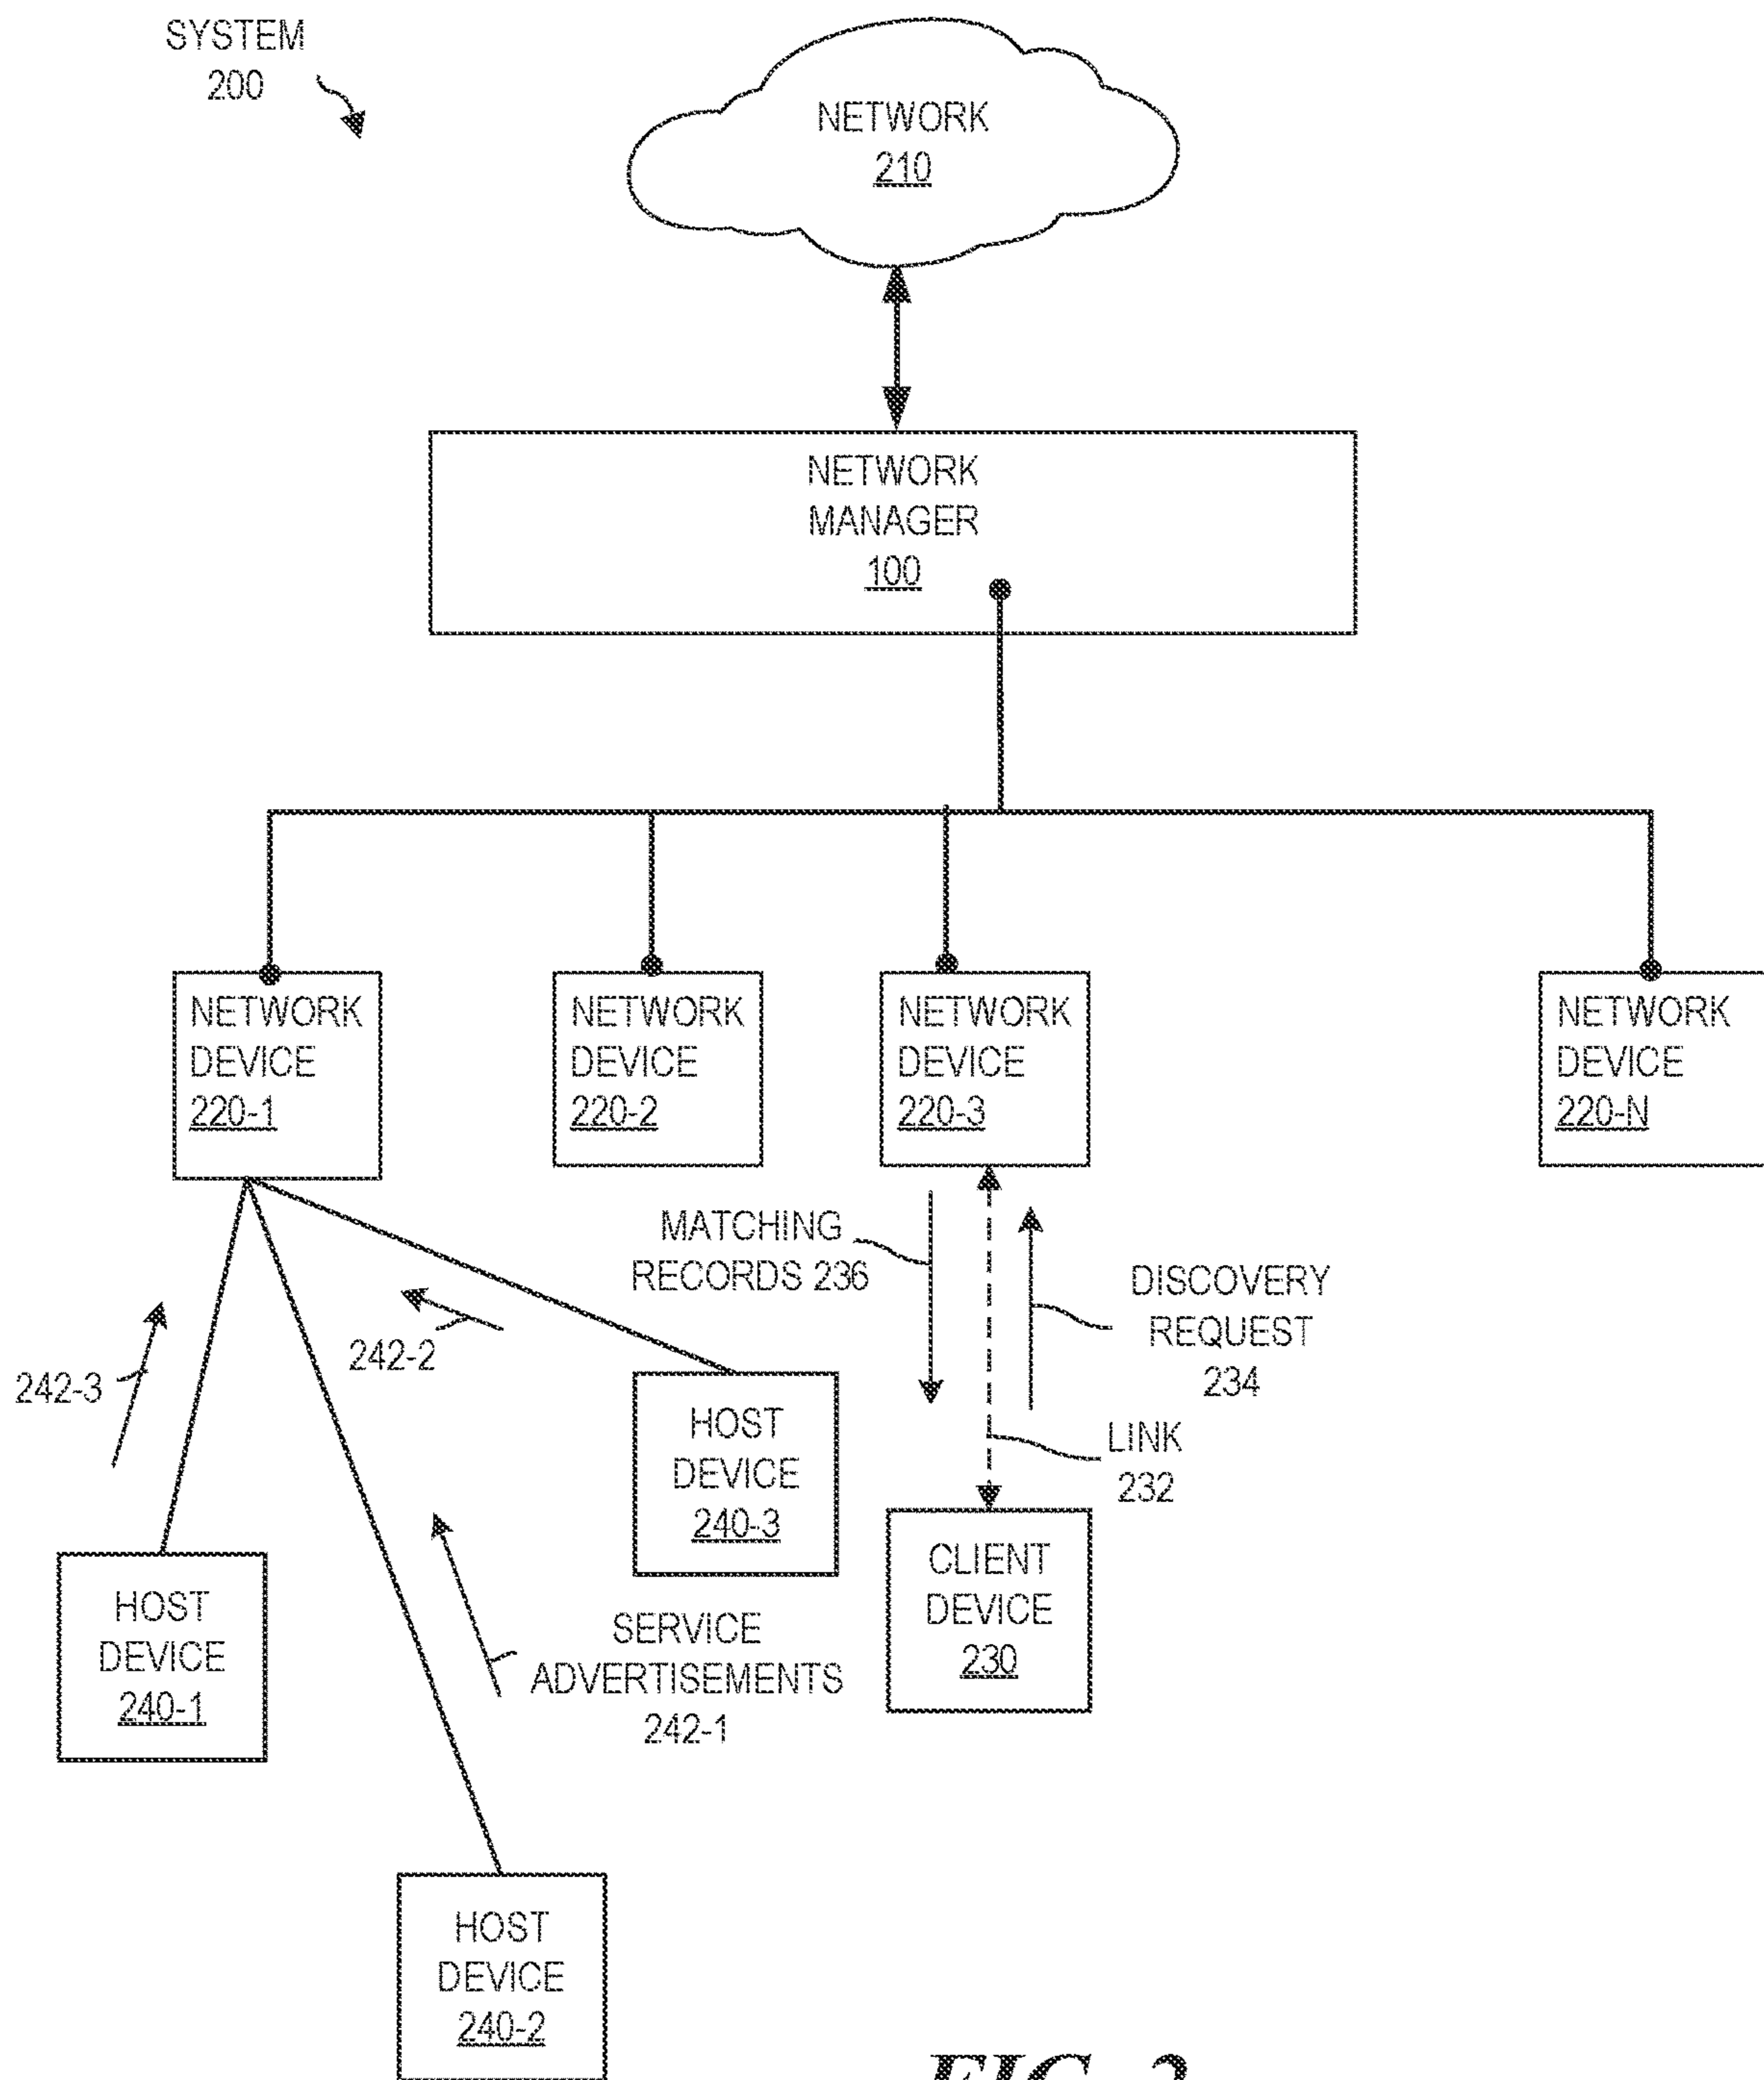 SYSTEM
200
NETWORK
210
NETWORK
MANAGER
100
NETWORK
DEVICE
220-1
NETWORK
DEVICE
220-2
NETWORK
DEVICE
220-3
NETWORK
DEVICE
220-N
MATCHING
RECORDS 236
DISCOVERY
REQUEST
234
LINK
232
242-3
242-2
HOST
DEVICE
240-3
CLIENT
DEVICE
230
HOST
DEVICE
240-1
SERVICE
ADVERTISEMENTS
242-1
HOST
DEVICE
240-2